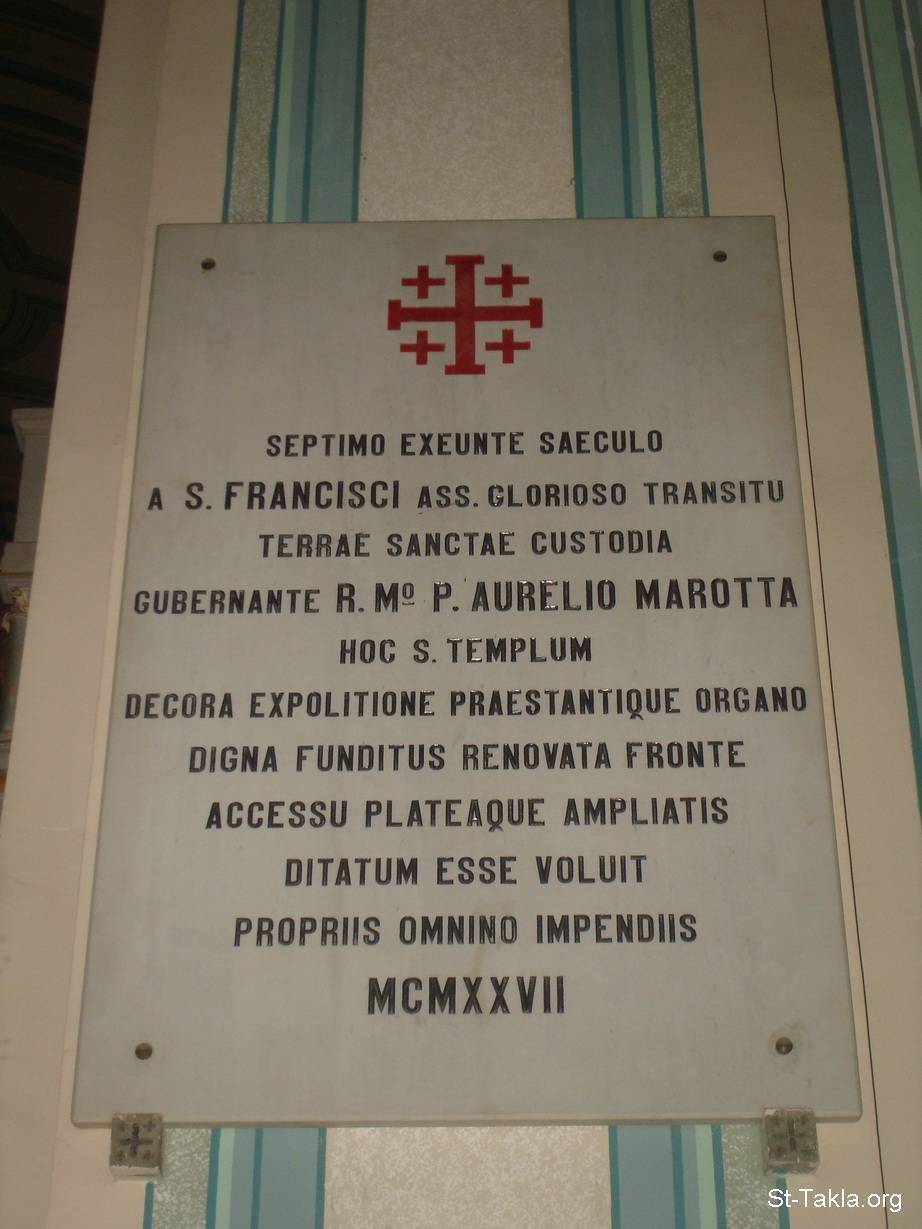 SEPTIMO EXEUNTE SAECULO
A S. FRANCISCI ASS. GLORIOSO TRANSITU
TERRAE SANCTAE CUSTODIA
GUBERNANTE R. Mº P. AURELIO MAROTTA
HOC S. TEMPLUM
DECORA EXPOLITIONE PRAESTANTIQUE ORGANO
DIGNA FUNDITUS RENOVATA FRONTE
ACCESSU PLATEAQUE AMPLIATIS
DITATUM ESSE VOLUIT
PROPRIIS OMNINO IMPENDIIS
MCMXXVII
St-Takla.org